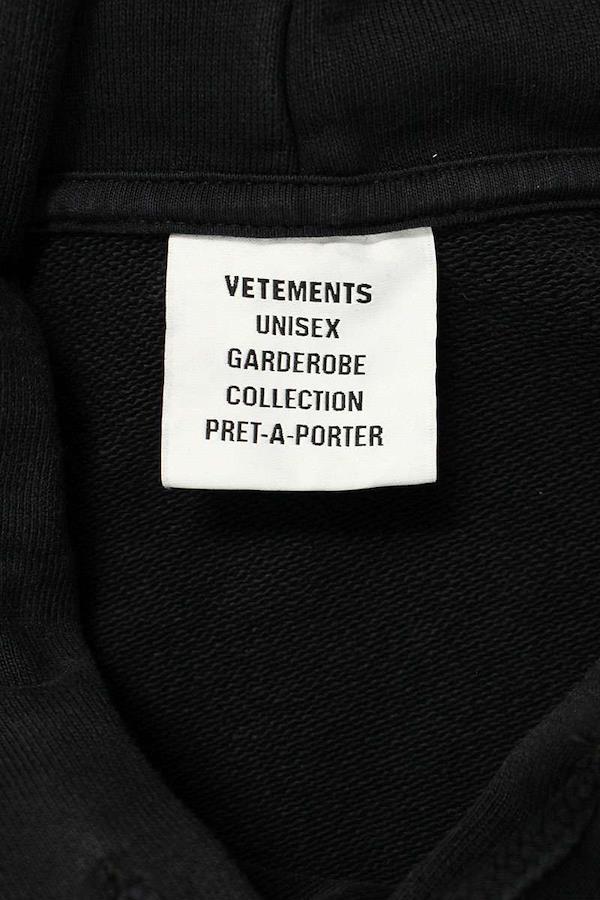 VETEMENTS
UNISEX
GARDEROBE
COLLECTION
PRET-A-PORTER